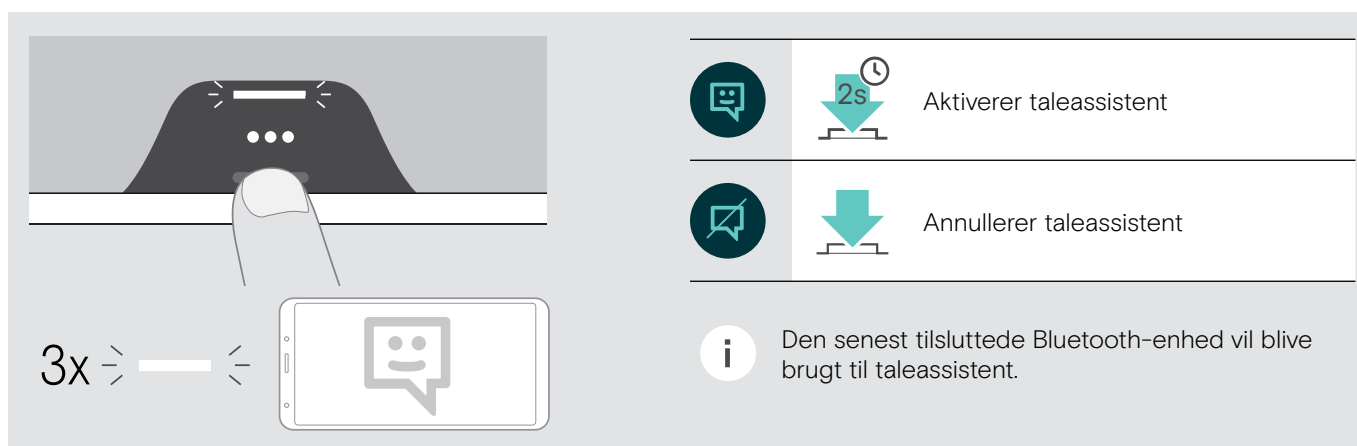 2s
Aktiverer taleassistent
Annullerer taleassistent
3x
i
Den senest tilsluttede Bluetooth-enhed vil blive
brugt til taleassistent.